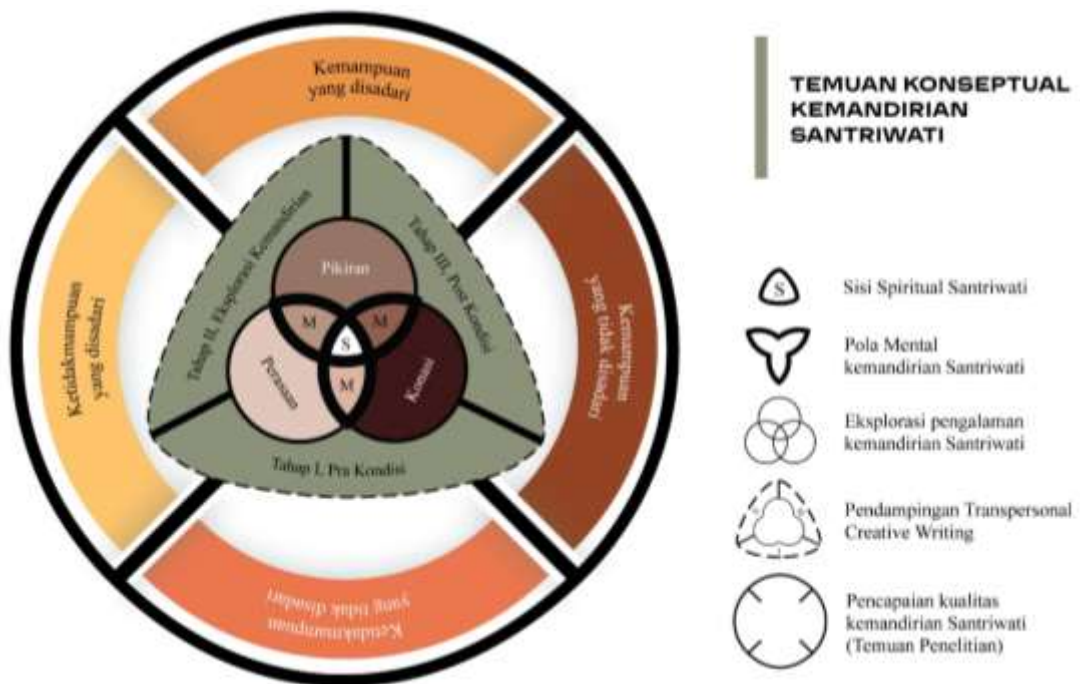 Kemampuan
yang disadari
Ketidakmampuan
yang disadari
Kemampuan
yang tidak disadari
Ketidakmampuan
yang tidak disadari
Tahap II, Eksplorasi Kemandirian
Tahap III, Post Kondisi
Tahap I, Pra Kondisi
Pikiran
M
M
S
Perasaan
M
Konasi
TEMUAN KONSEPTUAL
KEMANDIRIAN
SANTRIWATI
S
Sisi Spiritual Santriwati
Pola Mental
kemandirian Santriwati
Eksplorasi pengalaman
kemandirian Santriwati
Pendampingan Transpersonal
Creative Writing
Pencapaian kualitas
kemandirian Santriwati
(Temuan Penelitian)